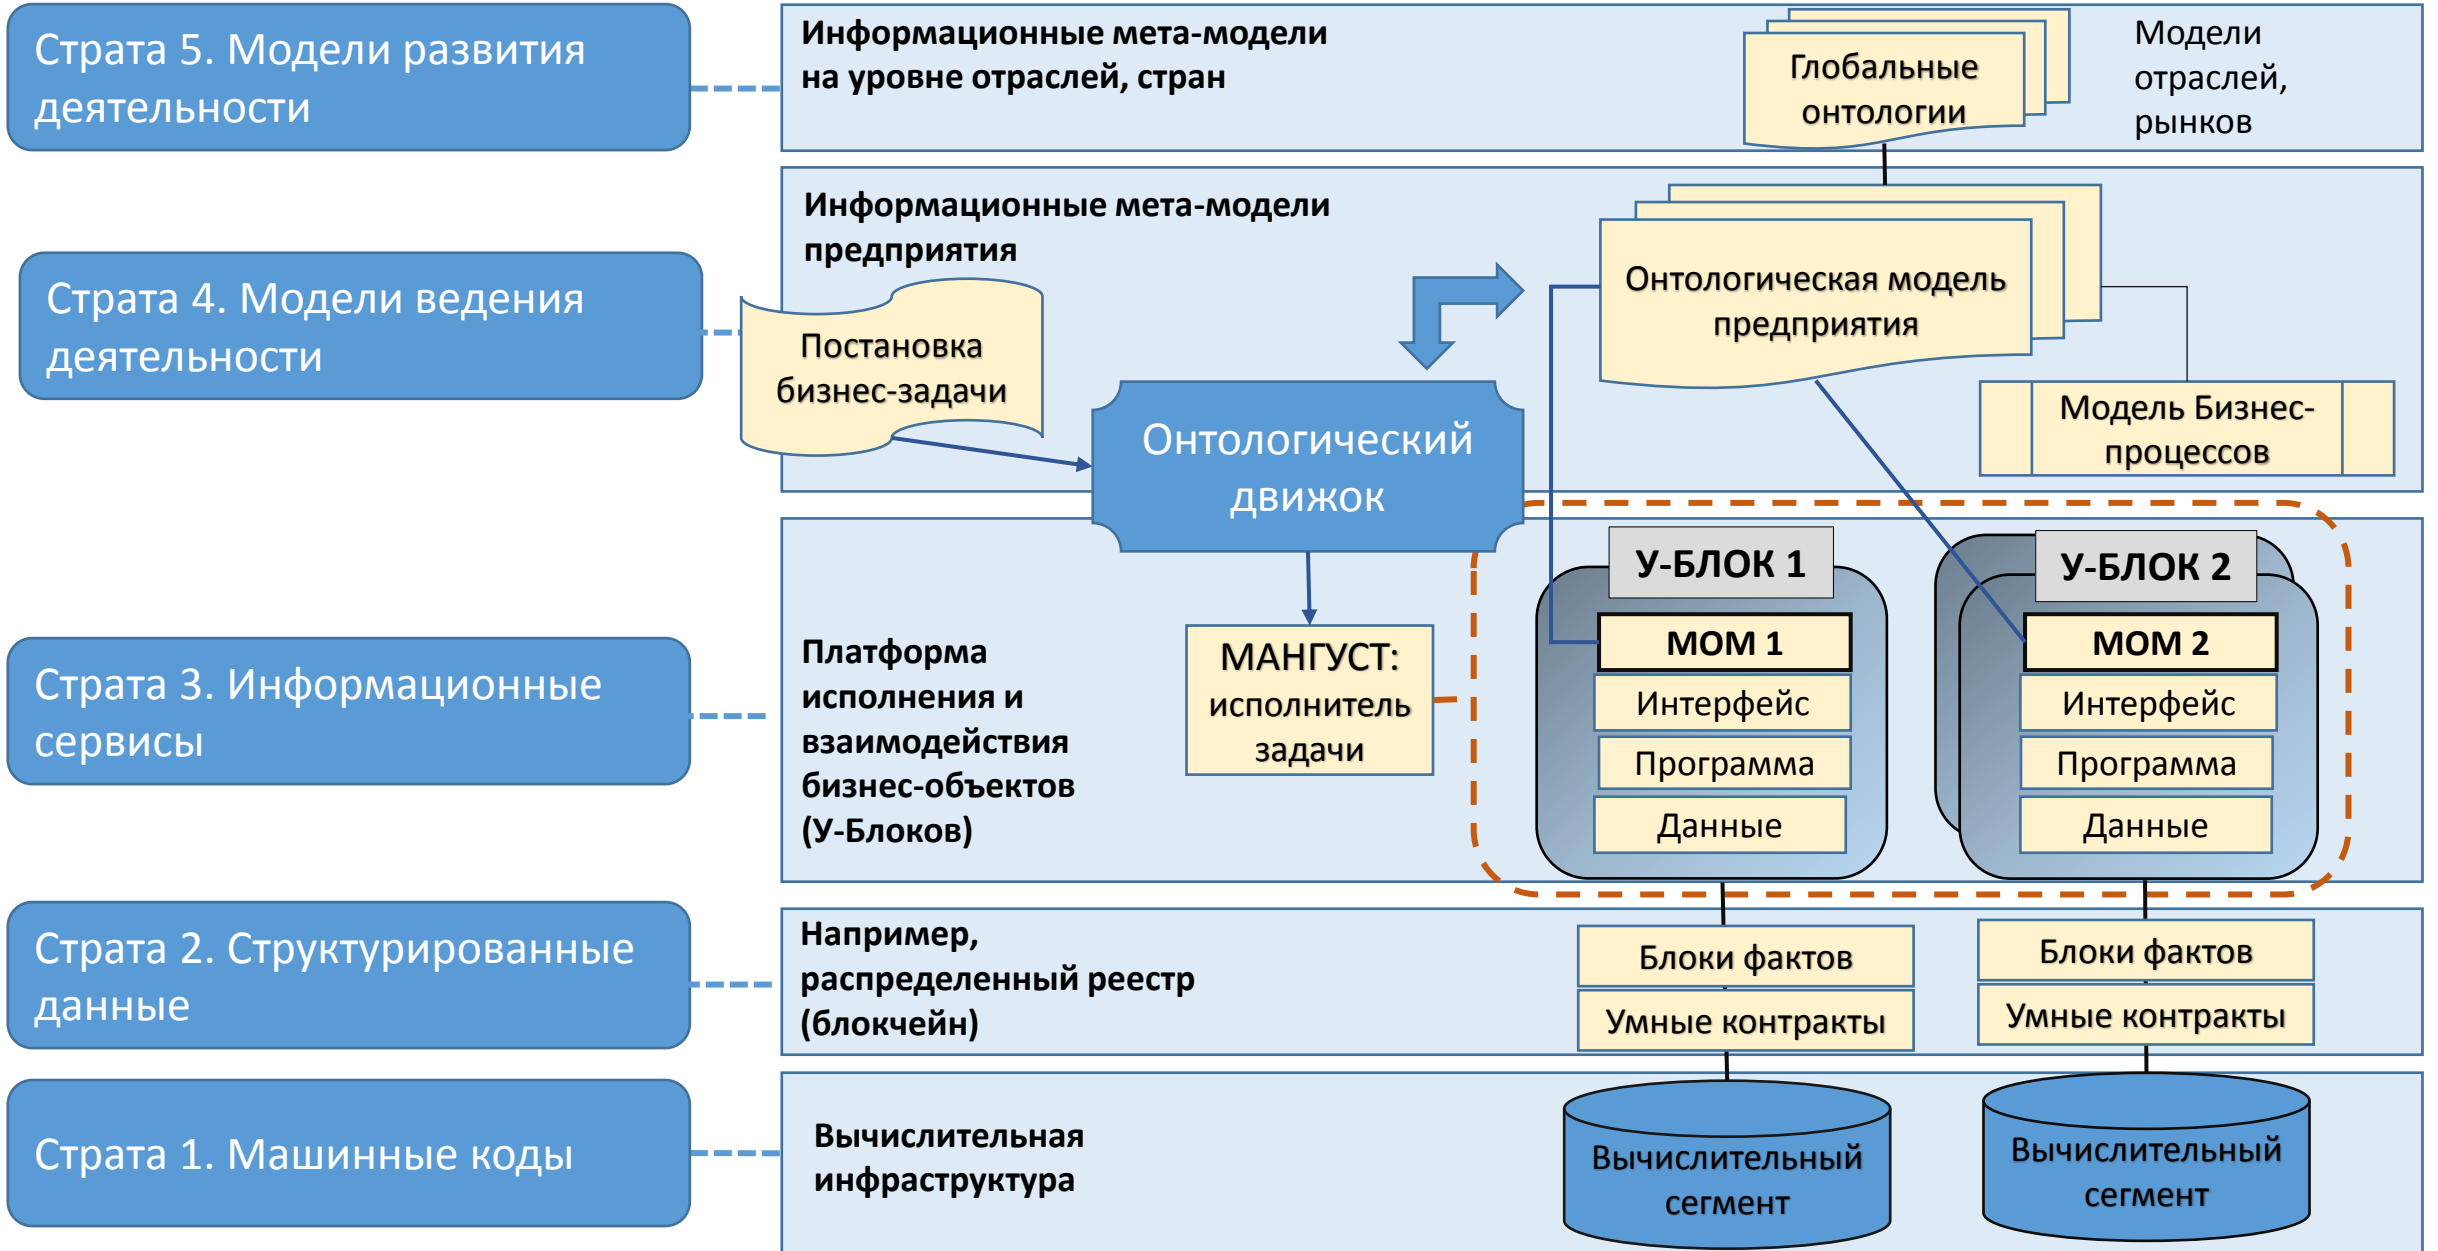 Страта 5. Модели развития
деятельности
Информационные мета-модели
на уровне отраслей, стран
Глобальные
онтологии
Модели
отраслей,
рынков
Страта 4. Модели ведения
деятельности
Информационные мета-модели
предприятия
Постановка
бизнес-задачи
Онтологический
движок
Онтологическая модель
предприятия
Модель Бизнес-
процессов
Страта 3. Информационные
сервисы
Платформа
исполнения и
взаимодействия
бизнес-объектов
(У-Блоков)
МАНГУСТ:
исполнитель
задачи
У-БЛОК 1
МОМ 1
Интерфейс
Программа
Данные
У-БЛОК 2
МОМ 2
Интерфейс
Программа
Данные
Страта 2. Структурированные
данные
Например,
распределенный реестр
(блокчейн)
Блоки фактов
Умные контракты
Блоки фактов
Умные контракты
Страта 1. Машинные коды
Вычислительная
инфраструктура
Вычислительный
сегмент
Вычислительный
сегмент